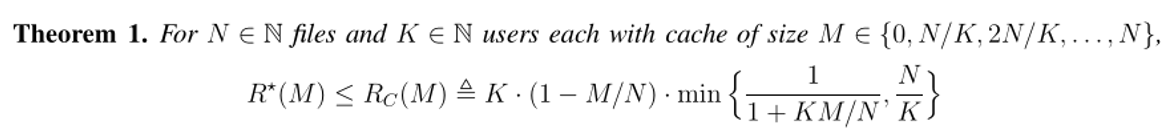 Theorem 1. For N ∈ ℕ files and K ∈ ℕ users each with cache of size M ∈ {0, N/K, 2N/K, . . . , N},
R⋆(M) ≤ R_C(M) ≜ K · (1 − M/N) · min { 1 / (1 + KM/N), N / K }